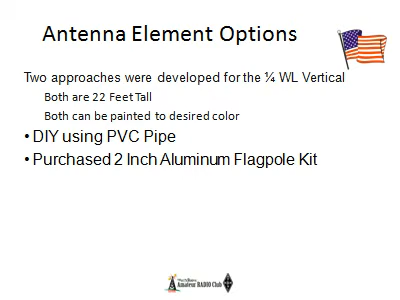 Antenna Element Options
Two approaches were developed for the ¼ WL Vertical
Both are 22 Feet Tall
Both can be painted to desired color
• DIY using PVC Pipe
• Purchased 2 Inch Aluminum Flagpole Kit
Amateur RADIO Club